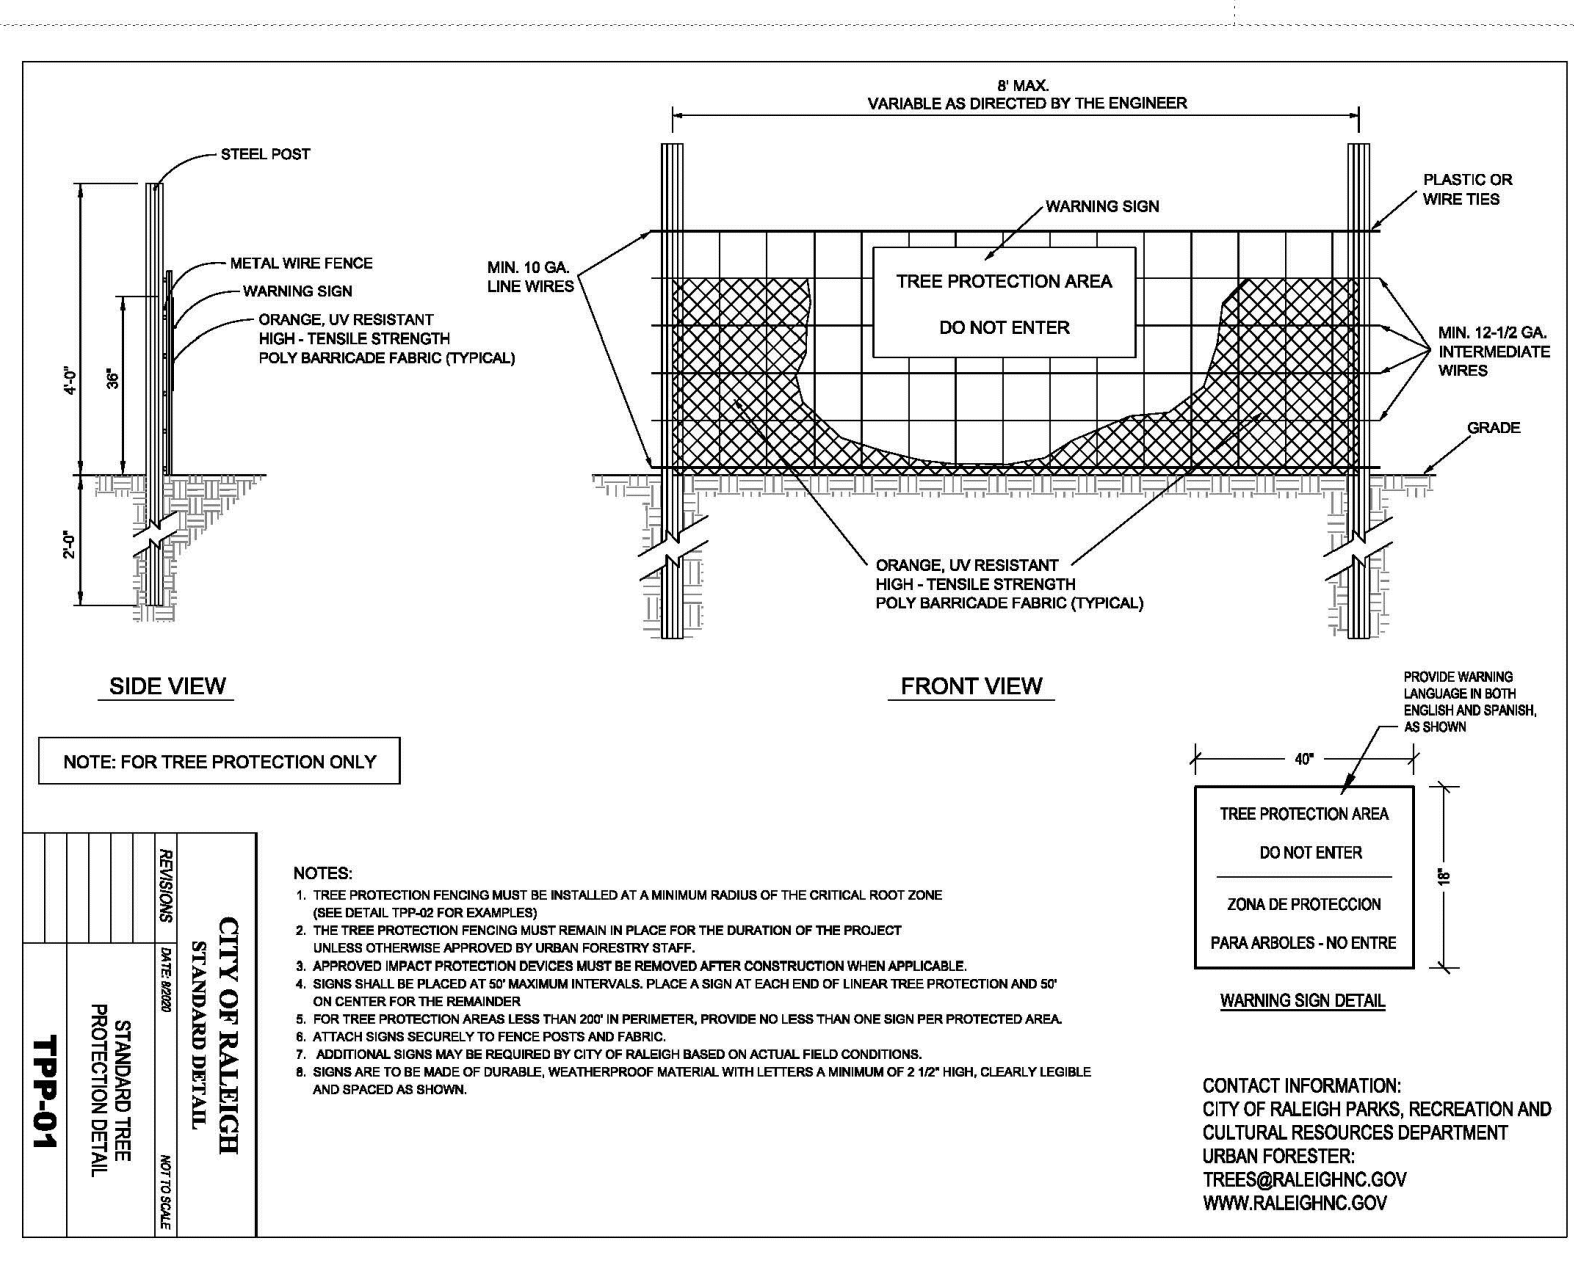 8' MAX.
VARIABLE AS DIRECTED BY THE ENGINEER
STEEL POST
METAL WIRE FENCE
WARNING SIGN
ORANGE, UV RESISTANT
HIGH - TENSILE STRENGTH
POLY BARRICADE FABRIC (TYPICAL)
4'-0"
36"
2'-0"
SIDE VIEW
MIN. 10 GA.
LINE WIRES
WARNING SIGN
TREE PROTECTION AREA
DO NOT ENTER
PLASTIC OR
WIRE TIES
MIN. 12-1/2 GA.
INTERMEDIATE
WIRES
GRADE
ORANGE, UV RESISTANT
HIGH - TENSILE STRENGTH
POLY BARRICADE FABRIC (TYPICAL)
FRONT VIEW
PROVIDE WARNING
LANGUAGE IN BOTH
ENGLISH AND SPANISH,
AS SHOWN
40"
18"
TREE PROTECTION AREA
DO NOT ENTER
ZONA DE PROTECCION
PARA ARBOLES - NO ENTRE
WARNING SIGN DETAIL
NOTE: FOR TREE PROTECTION ONLY
NOTES:
1. TREE PROTECTION FENCING MUST BE INSTALLED AT A MINIMUM RADIUS OF THE CRITICAL ROOT ZONE
(SEE DETAIL TPP-02 FOR EXAMPLES)
2. THE TREE PROTECTION FENCING MUST REMAIN IN PLACE FOR THE DURATION OF THE PROJECT
UNLESS OTHERWISE APPROVED BY URBAN FORESTRY STAFF.
3. APPROVED IMPACT PROTECTION DEVICES MUST BE REMOVED AFTER CONSTRUCTION WHEN APPLICABLE.
4. SIGNS SHALL BE PLACED AT 50' MAXIMUM INTERVALS. PLACE A SIGN AT EACH END OF LINEAR TREE PROTECTION AND 50'
ON CENTER FOR THE REMAINDER
5. FOR TREE PROTECTION AREAS LESS THAN 200' IN PERIMETER, PROVIDE NO LESS THAN ONE SIGN PER PROTECTED AREA.
6. ATTACH SIGNS SECURELY TO FENCE POSTS AND FABRIC.
7. ADDITIONAL SIGNS MAY BE REQUIRED BY CITY OF RALEIGH BASED ON ACTUAL FIELD CONDITIONS.
8. SIGNS ARE TO BE MADE OF DURABLE, WEATHERPROOF MATERIAL WITH LETTERS A MINIMUM OF 2 1/2" HIGH, CLEARLY LEGIBLE
AND SPACED AS SHOWN.
CONTACT INFORMATION:
CITY OF RALEIGH PARKS, RECREATION AND
CULTURAL RESOURCES DEPARTMENT
URBAN FORESTER:
TREES@RALEIGHNC.GOV
WWW.RALEIGHNC.GOV
CITY OF RALEIGH
STANDARD DETAIL
REVISIONS
DATE: 8/2020
NOT TO SCALE
STANDARD TREE
PROTECTION DETAIL
TPP-01